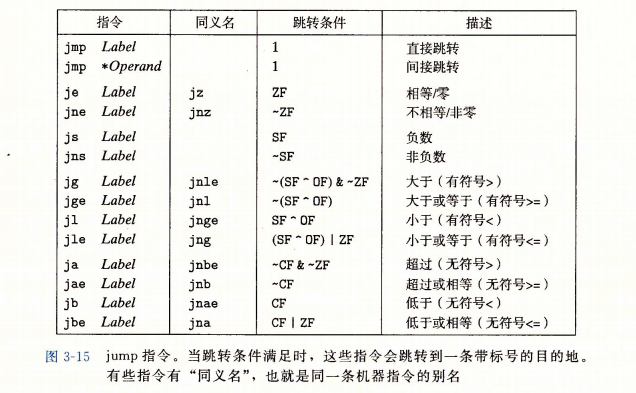 指令 同义名 跳转条件 描述
jmp Label 1 直接跳转
jmp *Operand 1 间接跳转
je Label jz ZF 相等/零
jne Label jnz ~ZF 不相等/非零
js Label SF 负数
jns Label ~SF 非负数
jg Label jnle ~(SF ^ OF) & ~ZF 大于（有符号>）
jge Label jnl ~(SF ^ OF) 大于或等于（有符号>=）
jl Label jnge SF ^ OF 小于（有符号<）
jle Label jng (SF ^ OF) | ZF 小于或等于（有符号<=）
ja Label jnbe ~CF & ~ZF 超过（无符号>）
jae Label jnb ~CF 超过或相等（无符号>=）
jb Label jnae CF 低于（无符号<）
jbe Label jna CF | ZF 低于或相等（无符号<=）
图 3-15 jump 指令。当跳转条件满足时，这些指令会跳转到一条带标号的目的地。
有些指令有“同义名”，也就是同一条机器指令的别名